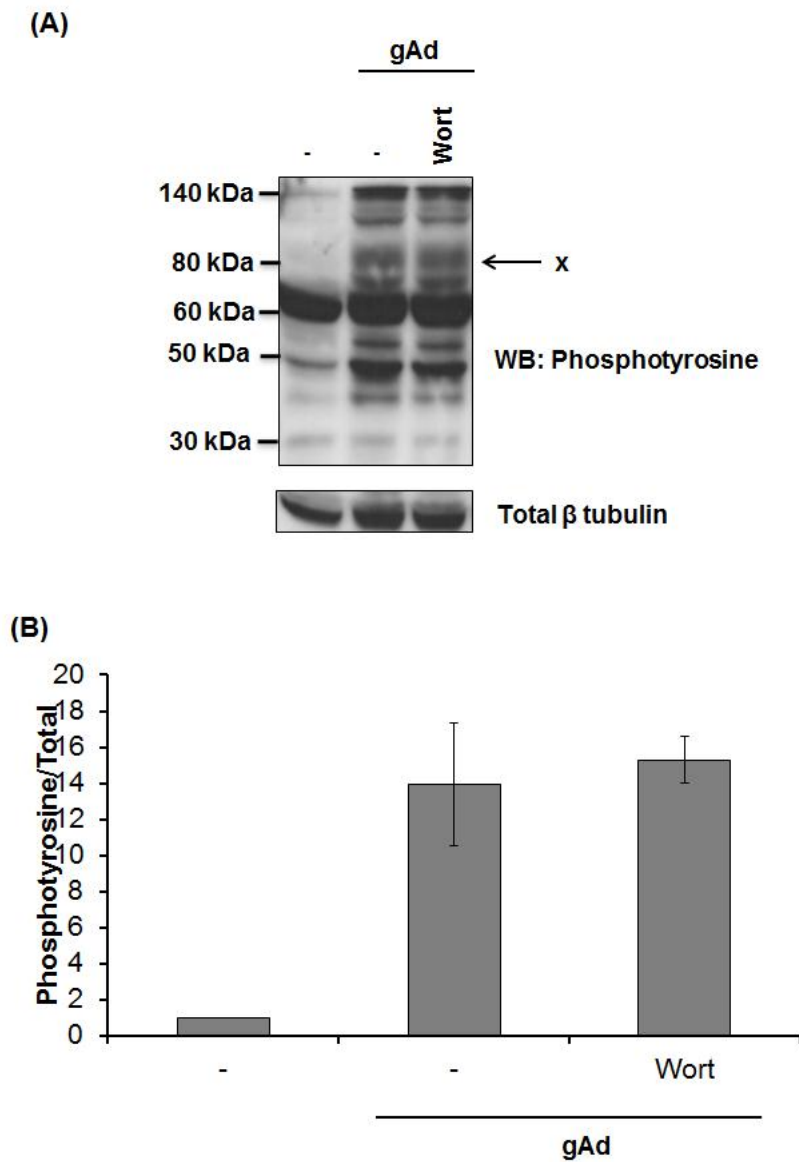 (A)
gAd
- - Wort
140 kDa
80 kDa
x
60 kDa
50 kDa
WB: Phosphotyrosine
30 kDa
Total β tubulin
(B)
Phosphotyrosine/Total
20
18
16
14
12
10
8
6
4
2
0
- - Wort
gAd